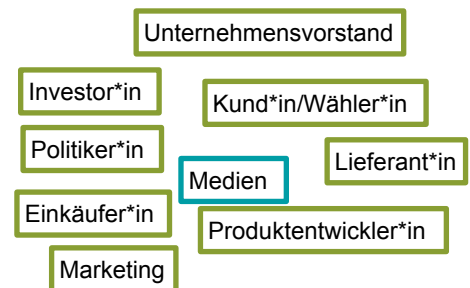 Unternehmensvorstand
Investor*in
Kund*in/Wähler*in
Politiker*in
Lieferant*in
Medien
Einkäufer*in
Produktentwickler*in
Marketing